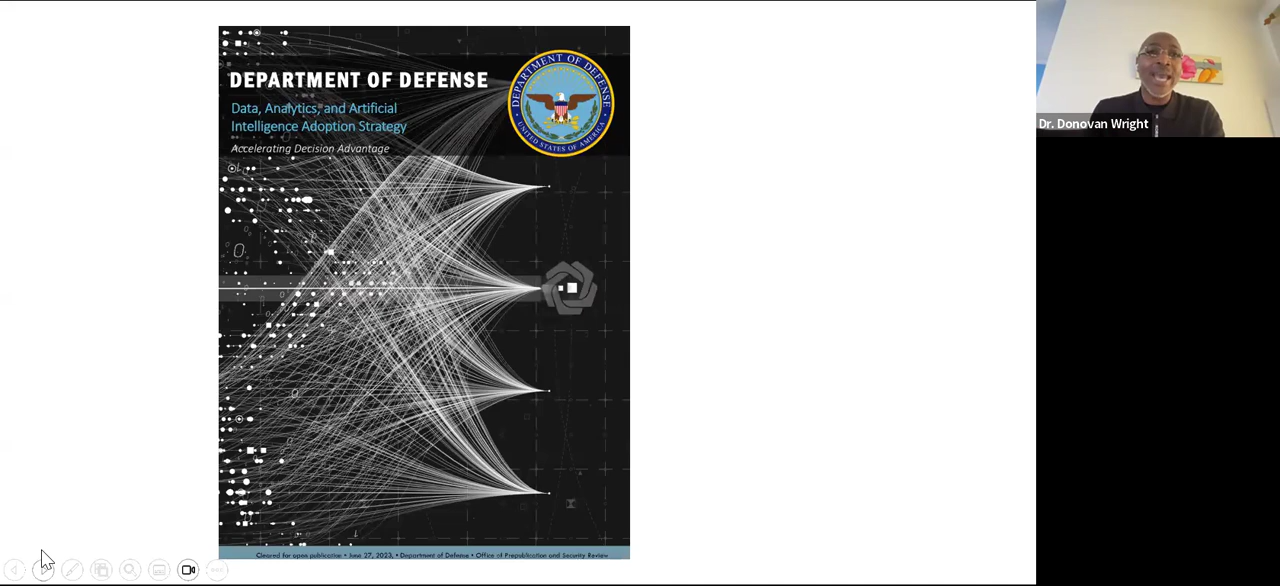 DEPARTMENT OF DEFENSE
Data, Analytics, and Artificial
Intelligence Adoption Strategy
Accelerating Decision Advantage
DEPARTMENT OF DEFENSE
UNITED STATES OF AMERICA
Cleared for open publication • June 27, 2023, • Department of Defense • Office of Prepublication and Security Review
Dr. Donovan Wright